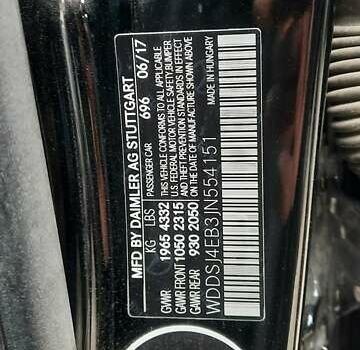 MFD BY DAIMLER AG STUTTGART
PASSENGER CAR 696 06/17
KG LBS
GVWR 1965 4332
GAWR FRONT 1050 2315
GAWR REAR 930 2050
THIS VEHICLE CONFORMS TO ALL APPLICABLE
U.S. FEDERAL MOTOR VEHICLE SAFETY, BUMPER
AND THEFT PREVENTION STANDARDS IN EFFECT
ON THE DATE OF MANUFACTURE SHOWN ABOVE
MADE IN HUNGARY
WDDSJ4EB3JN554151